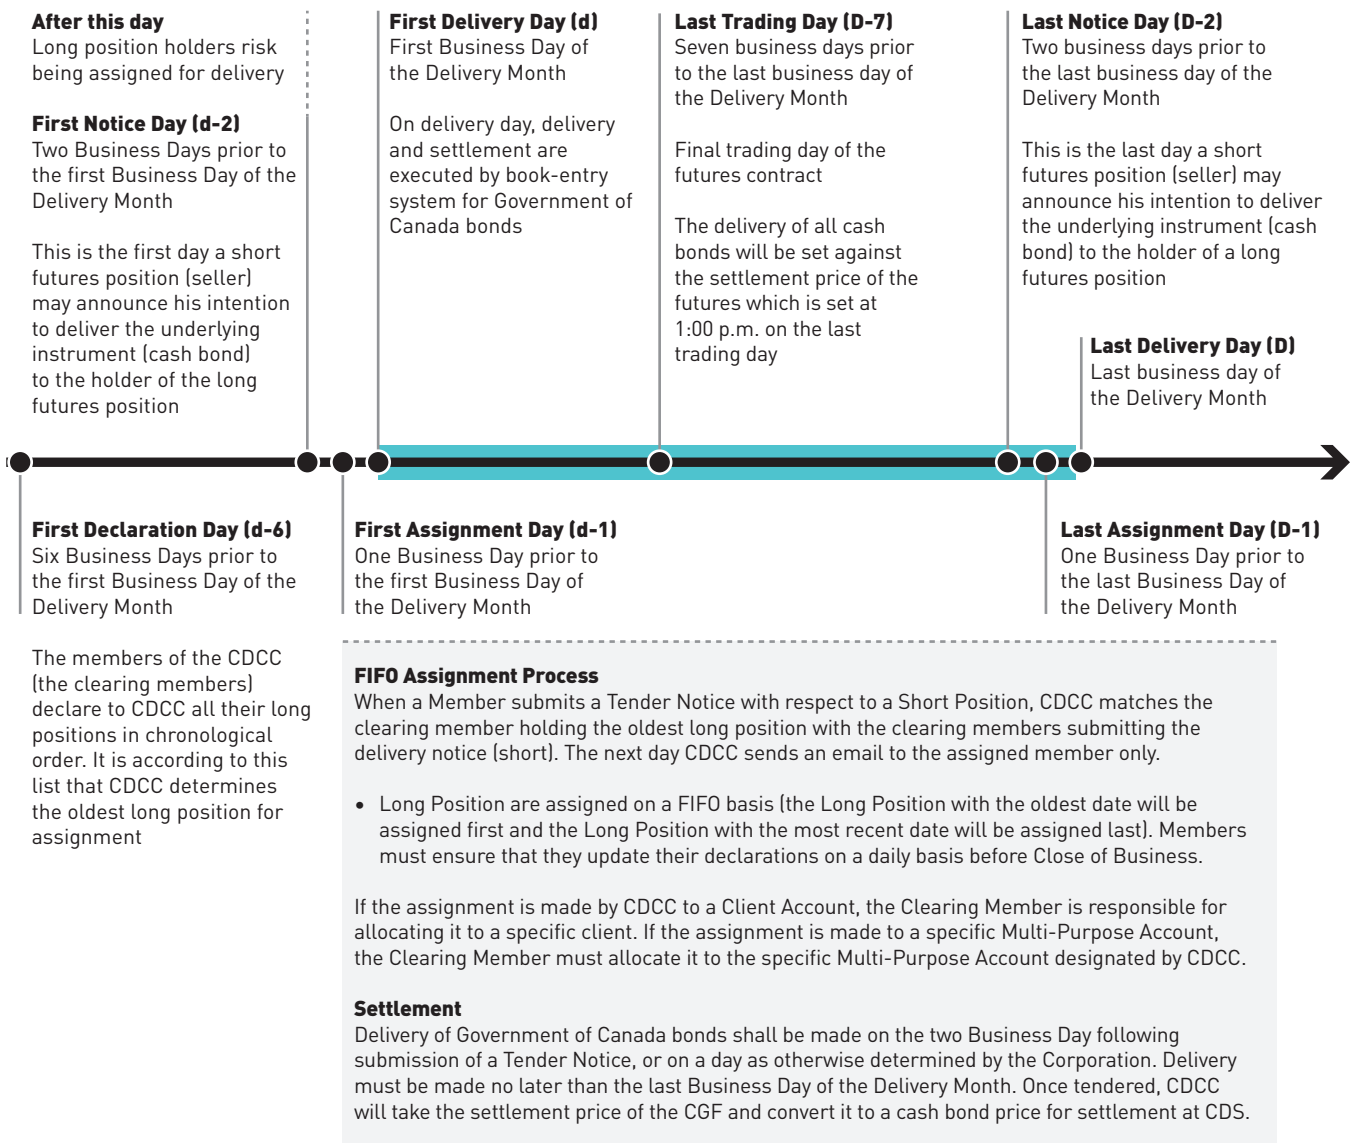 After this day
Long position holders risk
being assigned for delivery
First Notice Day (d-2)
Two Business Days prior to
the first Business Day of the
Delivery Month
This is the first day a short
futures position (seller)
may announce his intention
to deliver the underlying
instrument (cash bond)
to the holder of the long
futures position
First Delivery Day (d)
First Business Day of
the Delivery Month
On delivery day, delivery
and settlement are
executed by book-entry
system for Government of
Canada bonds
Last Trading Day (D-7)
Seven business days prior
to the last business day of
the Delivery Month
Final trading day of the
futures contract
The delivery of all cash
bonds will be set against
the settlement price of the
futures which is set at
1:00 p.m. on the last
trading day
Last Notice Day (D-2)
Two business days prior to
the last business day of the
Delivery Month
This is the last day a short
futures position (seller) may
announce his intention to deliver
the underlying instrument (cash
bond) to the holder of a long
futures position
Last Delivery Day (D)
Last business day of
the Delivery Month
First Declaration Day (d-6)
Six Business Days prior to
the first Business Day of the
Delivery Month
The members of the CDCC
(the clearing members)
declare to CDCC all their long
positions in chronological
order. It is according to this
list that CDCC determines
the oldest long position for
assignment
First Assignment Day (d-1)
One Business Day prior to
the first Business Day of
the Delivery Month
Last Assignment Day (D-1)
One Business Day prior to
the last Business Day of
the Delivery Month
FIFO Assignment Process
When a Member submits a Tender Notice with respect to a Short Position, CDCC matches the
clearing member holding the oldest long position with the clearing members submitting the
delivery notice (short). The next day CDCC sends an email to the assigned member only.
• Long Position are assigned on a FIFO basis (the Long Position with the oldest date will be
assigned first and the Long Position with the most recent date will be assigned last). Members
must ensure that they update their declarations on a daily basis before Close of Business.
If the assignment is made by CDCC to a Client Account, the Clearing Member is responsible for
allocating it to a specific client. If the assignment is made to a specific Multi-Purpose Account,
the Clearing Member must allocate it to the specific Multi-Purpose Account designated by CDCC.
Settlement
Delivery of Government of Canada bonds shall be made on the two Business Day following
submission of a Tender Notice, or on a day as otherwise determined by the Corporation. Delivery
must be made no later than the last Business Day of the Delivery Month. Once tendered, CDCC
will take the settlement price of the CGF and convert it to a cash bond price for settlement at CDS.